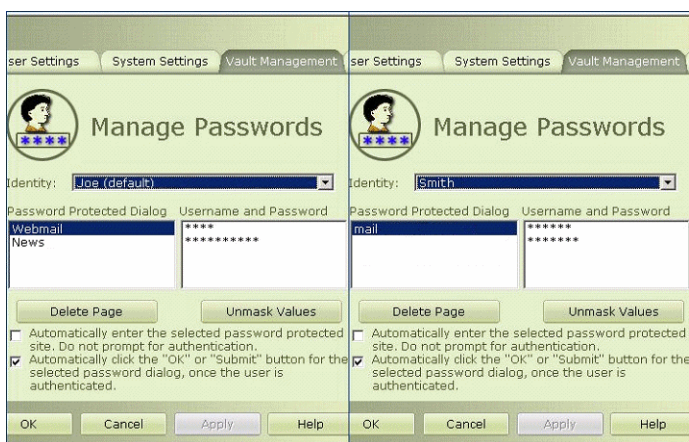 ser Settings
System Settings
Vault Management
****
Manage Passwords
Identity: Joe (default)
Password Protected Dialog
Username and Password
Webmail
News
****
**********
Delete Page
Unmask Values
Automatically enter the selected password protected
site. Do not prompt for authentication.
Automatically click the "OK" or "Submit" button for the
selected password dialog, once the user is
authenticated.
OK
Cancel
Apply
Help
ser Settings
System Settings
Vault Management
****
Manage Passwords
Identity: Smith
Password Protected Dialog
Username and Password
mail
******
*******
Delete Page
Unmask Values
Automatically enter the selected password protected
site. Do not prompt for authentication.
Automatically click the "OK" or "Submit" button for the
selected password dialog, once the user is
authenticated.
OK
Cancel
Apply
Help